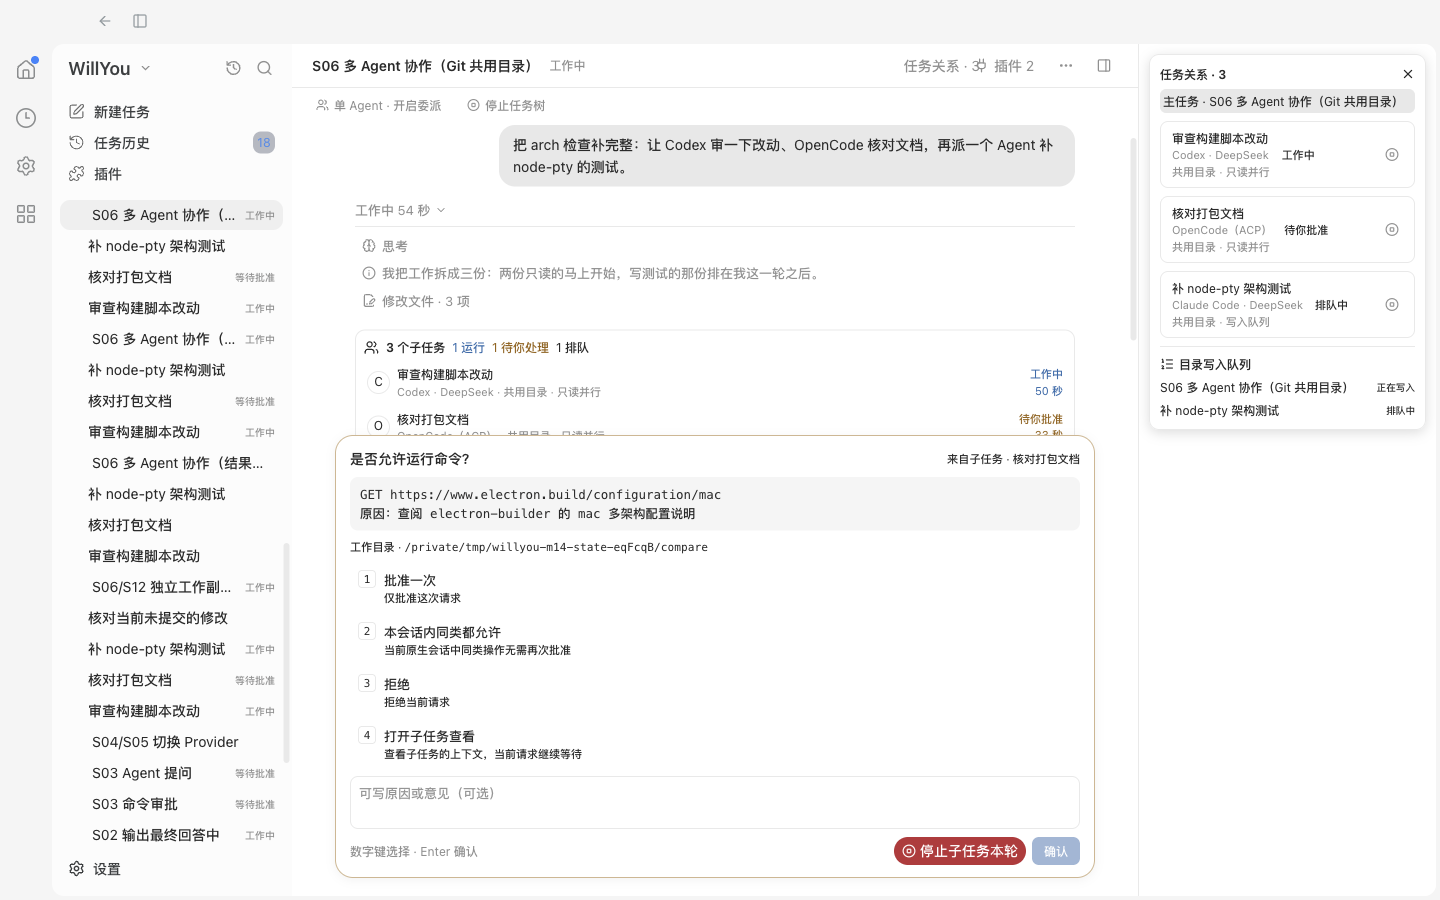 WillYou
新建任务
任务历史
18
插件
S06 多 Agent 协作（... 工作中
补 node-pty 架构测试
核对打包文档 等待批准
审查构建脚本改动 工作中
S06 多 Agent 协作（... 工作中
补 node-pty 架构测试
核对打包文档 等待批准
审查构建脚本改动 工作中
S06 多 Agent 协作（结果...
补 node-pty 架构测试
核对打包文档
审查构建脚本改动
S06/S12 独立工作副... 工作中
核对当前未提交的修改
补 node-pty 架构测试 工作中
核对打包文档 等待批准
审查构建脚本改动 工作中
S04/S05 切换 Provider
S03 Agent 提问 等待批准
S03 命令审批 等待批准
S02 输出最终回答中 工作中
设置
S06 多 Agent 协作（Git 共用目录） 工作中
任务关系 · 3 插件 2
单 Agent · 开启委派 停止任务树
把 arch 检查补完整：让 Codex 审一下改动、OpenCode 核对文档，再派一个 Agent 补
node-pty 的测试。
工作中 54 秒
思考
我把工作拆成三份：两份只读的马上开始，写测试的那份排在我这一轮之后。
修改文件 · 3 项
3 个子任务 1 运行 1 待你处理 1 排队
C
审查构建脚本改动 工作中
Codex · DeepSeek · 共用目录 · 只读并行 50 秒
O
核对打包文档 待你批准
OpenCode（ACP） · 共用目录 · 只读并行 33 秒
是否允许运行命令？ 来自子任务 · 核对打包文档
GET https://www.electron.build/configuration/mac
原因：查阅 electron-builder 的 mac 多架构配置说明
工作目录 · /private/tmp/willyou-m14-state-eqFcqB/compare
1 批准一次
仅批准这次请求
2 本会话内同类都允许
当前原生会话中同类操作无需再次批准
3 拒绝
拒绝当前请求
4 打开子任务查看
查看子任务的上下文，当前请求继续等待
可写原因或意见（可选）
数字键选择 · Enter 确认
停止子任务本轮
确认
任务关系 · 3
主任务 · S06 多 Agent 协作（Git 共用目录）
审查构建脚本改动
Codex · DeepSeek 工作中
共用目录 · 只读并行
核对打包文档
OpenCode（ACP） 待你批准
共用目录 · 只读并行
补 node-pty 架构测试
Claude Code · DeepSeek 排队中
共用目录 · 写入队列
目录写入队列
S06 多 Agent 协作（Git 共用目录） 正在写入
补 node-pty 架构测试 排队中